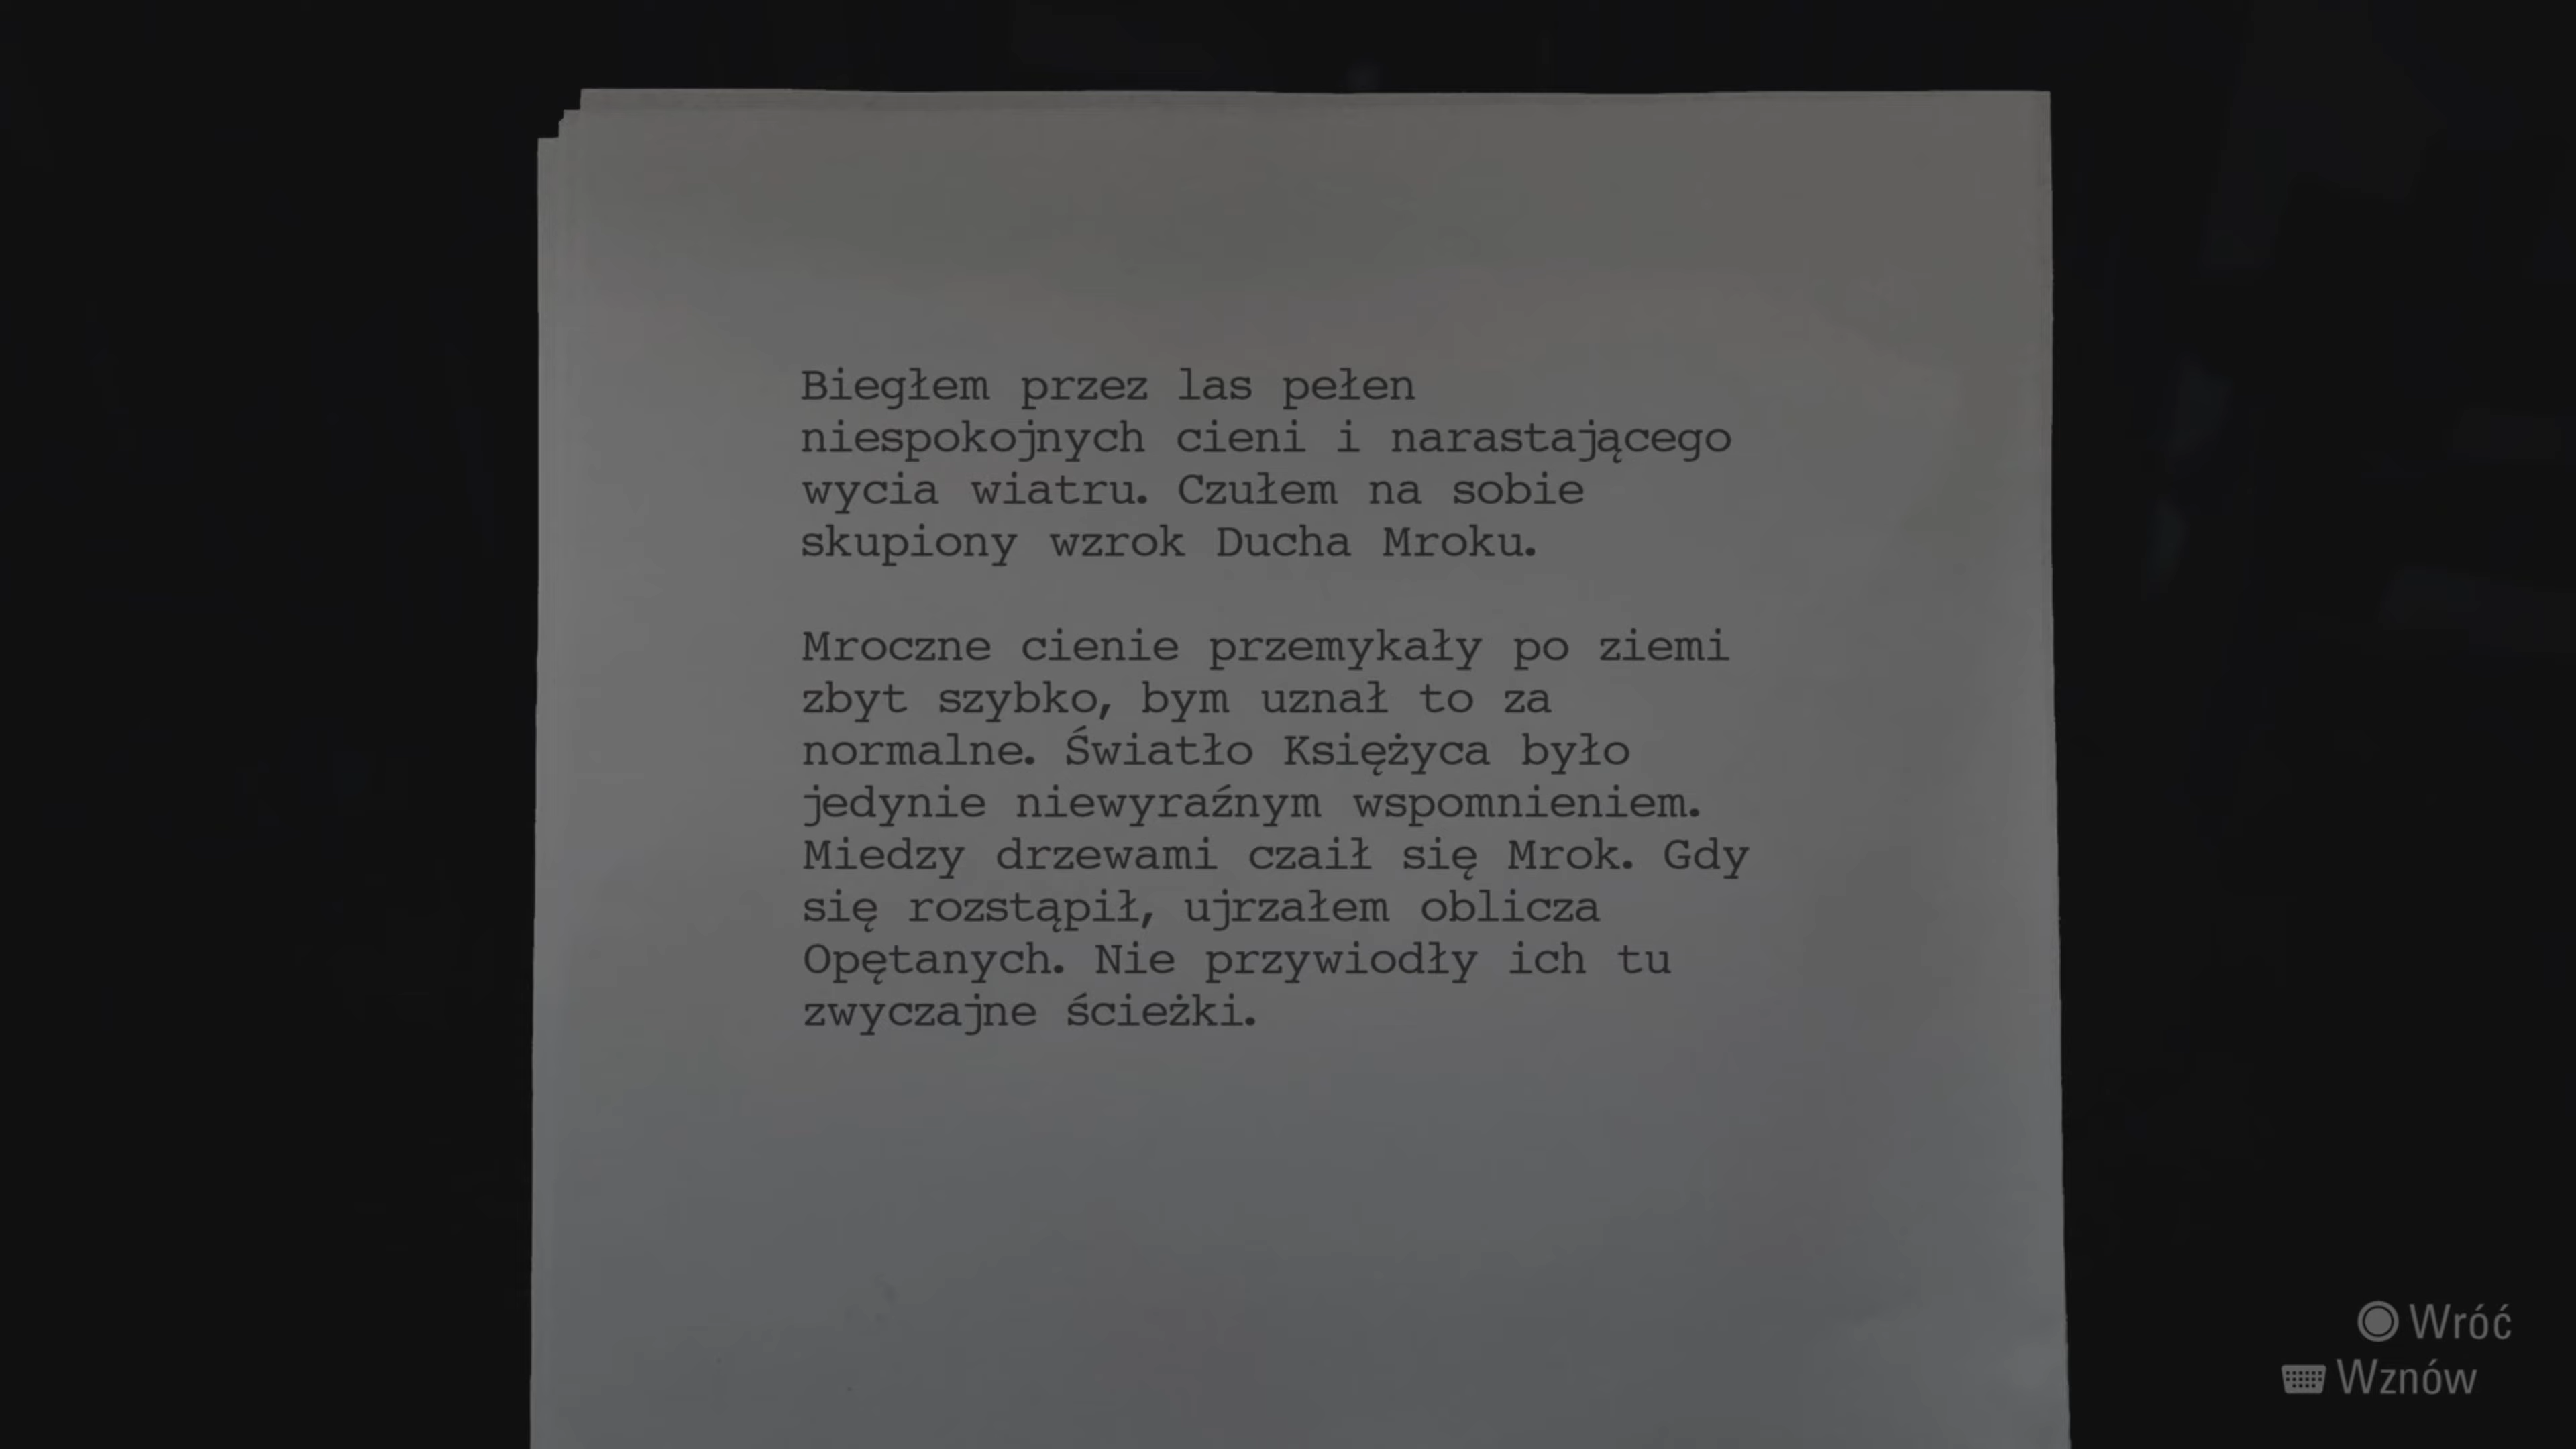 Biegłem przez las pełen
niespokojnych cieni i narastającego
wycia wiatru. Czułem na sobie
skupiony wzrok Ducha Mroku.
Mroczne cienie przemykały po ziemi
zbyt szybko, bym uznał to za
normalne. Światło Księżyca było
jedynie niewyraźnym wspomnieniem.
Miedzy drzewami czaił się Mrok. Gdy
się rozstąpił, ujrzałem oblicza
Opętanych. Nie przywiodły ich tu
zwyczajne ścieżki.
Wróć
Wznów